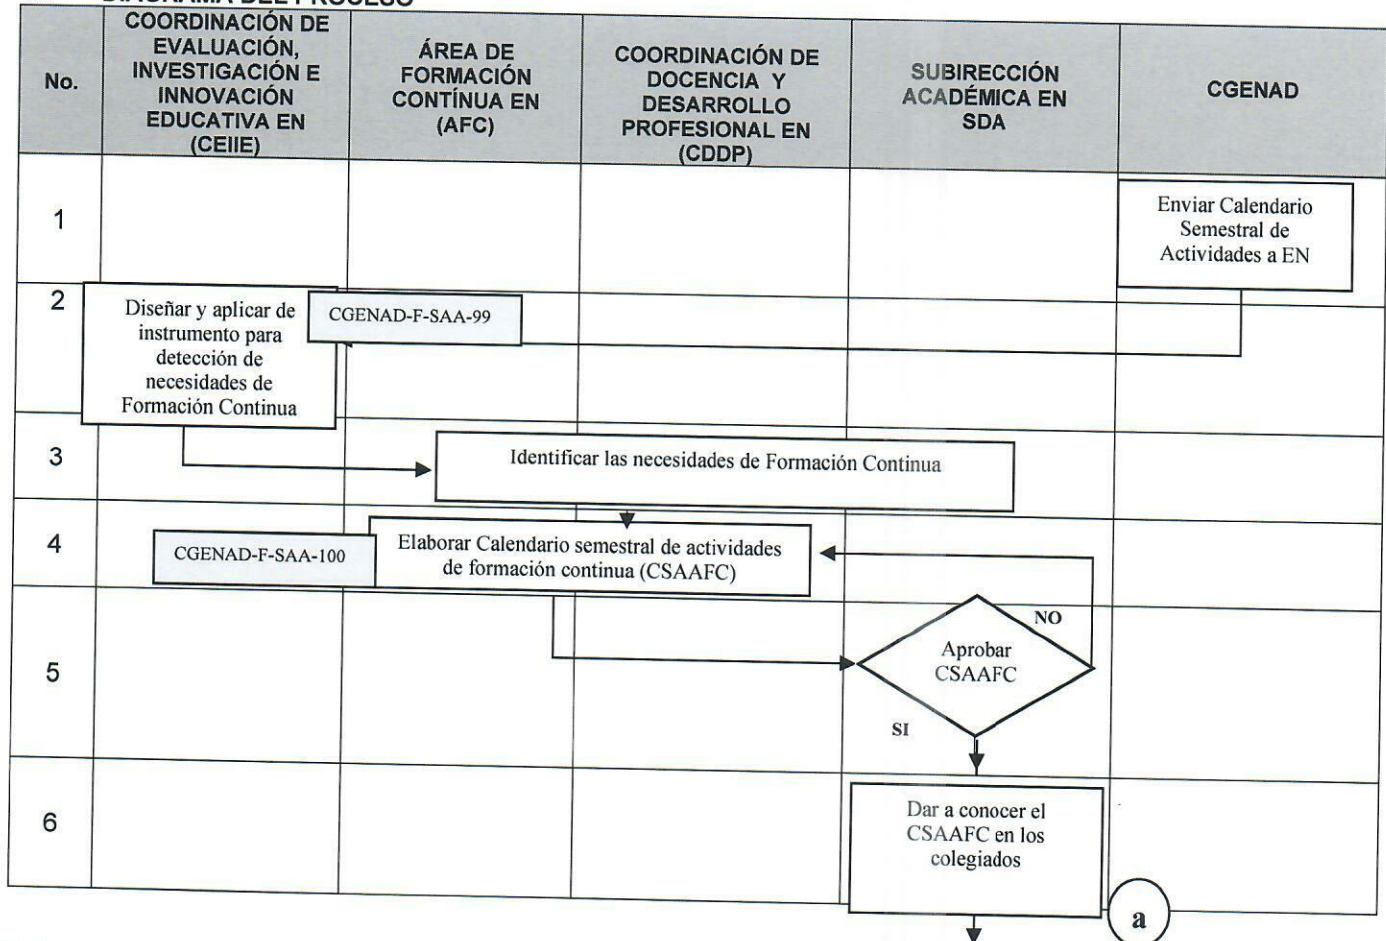 DIAGRAMA DEL PROCESO
No.
COORDINACIÓN DE
EVALUACIÓN,
INVESTIGACIÓN E
INNOVACIÓN
EDUCATIVA EN
(CEIIE)
ÁREA DE
FORMACIÓN
CONTÍNUA EN
(AFC)
COORDINACIÓN DE
DOCENCIA Y
DESARROLLO
PROFESIONAL EN
(CDDP)
SUBIRECCIÓN
ACADÉMICA EN
SDA
CGENAD
1
Enviar Calendario
Semestral de
Actividades a EN
2
Diseñar y aplicar de
instrumento para
detección de
necesidades de
Formación Continua
CGENAD-F-SAA-99
3
Identificar las necesidades de Formación Continua
4
CGENAD-F-SAA-100
Elaborar Calendario semestral de actividades
de formación continua (CSAAFC)
5
Aprobar
CSAAFC
NO
SI
6
Dar a conocer el
CSAAFC en los
colegiados
a